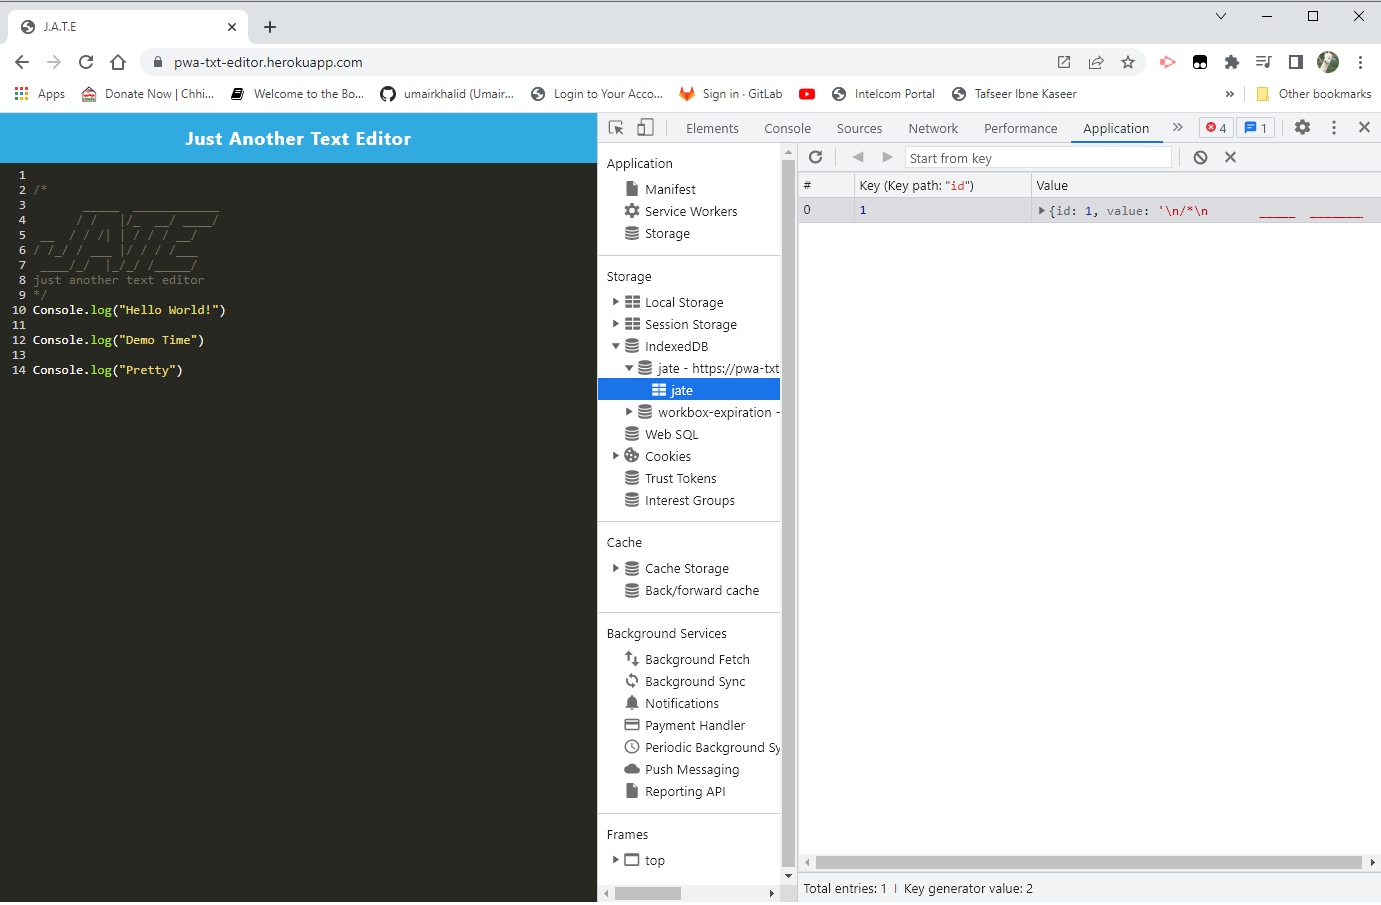 J.A.T.E
pwa-txt-editor.herokuapp.com
Apps
Donate Now | Chhi...
Welcome to the Bo...
umairkhalid (Umair...
Login to Your Acco...
Sign in · GitLab
Intelcom Portal
Tafseer Ibne Kaseer
»
Other bookmarks
Just Another Text Editor
1
2 /*
3       _____  ____________
4      / /   |/_  __/ ____/
5  __  / / /| | / / / __/
6 / /_/ / ___ |/ / / /___
7  ____/_/  |_/_/ /_____/
8 just another text editor
9 */
10 Console.log("Hello World!")
11
12 Console.log("Demo Time")
13
14 Console.log("Pretty")
Elements Console Sources Network Performance Application » 4 1
Application
Manifest
Service Workers
Storage
Storage
Local Storage
Session Storage
IndexedDB
jate - https://pwa-txt
jate
workbox-expiration -
Web SQL
Cookies
Trust Tokens
Interest Groups
Cache
Cache Storage
Back/forward cache
Background Services
Background Fetch
Background Sync
Notifications
Payment Handler
Periodic Background Sy
Push Messaging
Reporting API
Frames
top
Start from key
# Key (Key path: "id") Value
0 1 {id: 1, value: '\n/*\n       _____  _______
Total entries: 1 Key generator value: 2